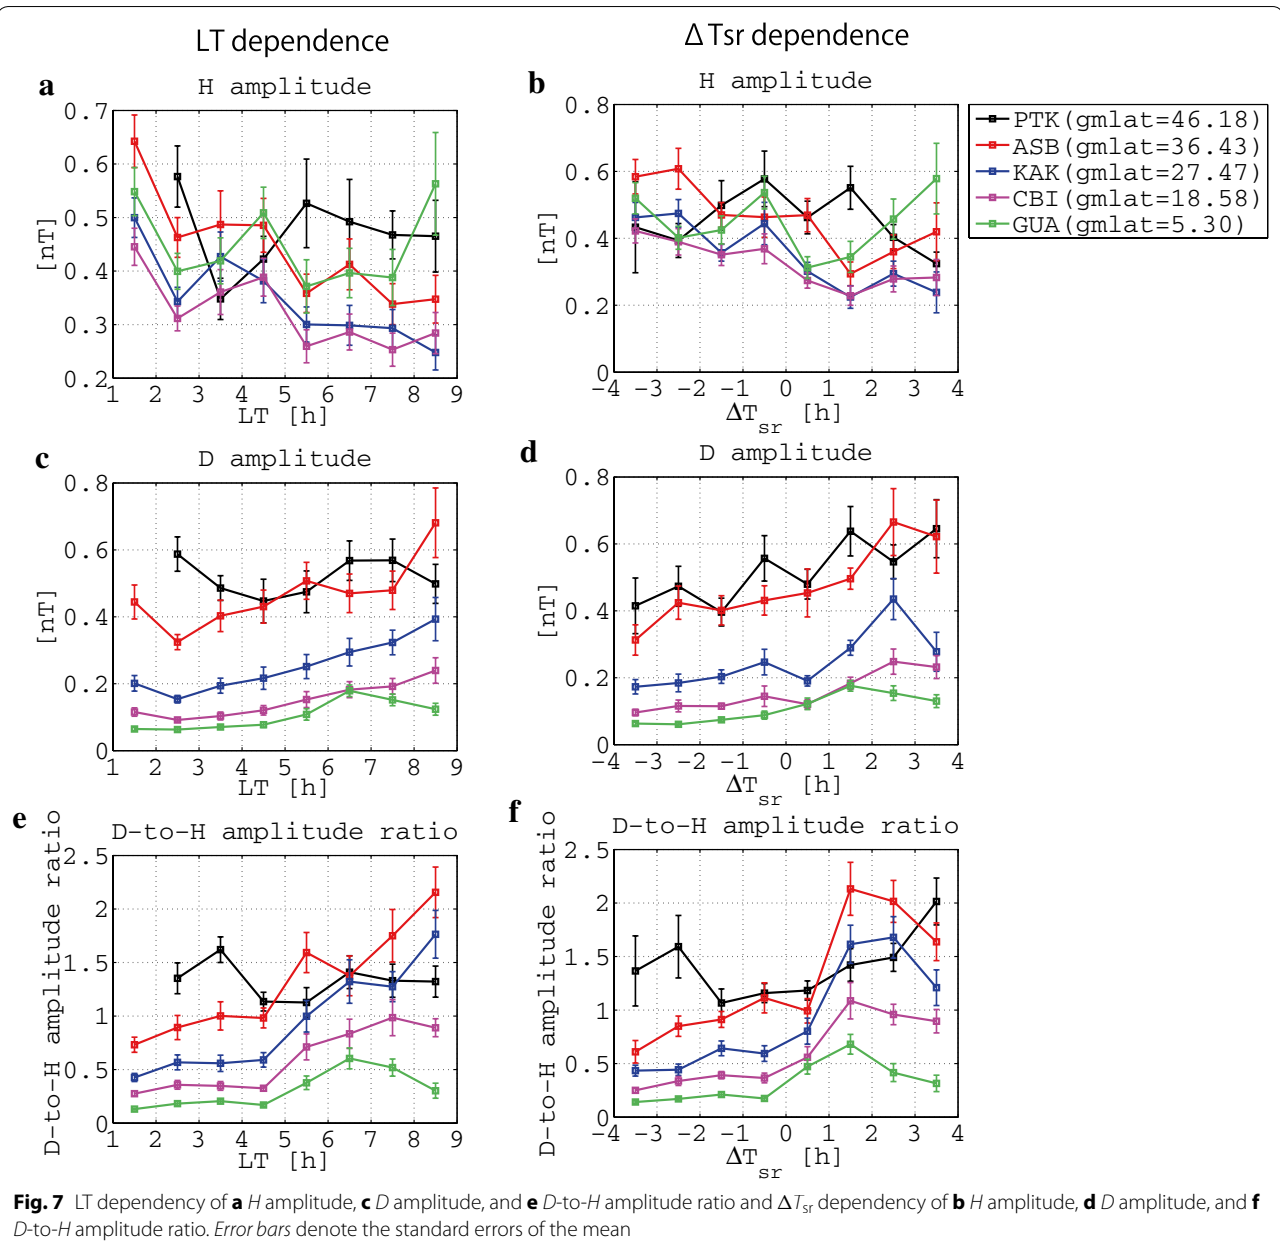 LT dependence
Δ Tsr dependence
a
H amplitude
b
H amplitude
PTK(gmlat=46.18)
ASB(gmlat=36.43)
KAK(gmlat=27.47)
CBI(gmlat=18.58)
GUA(gmlat=5.30)
0.7
0.6
0.5
0.4
0.3
0.2
[nT]
1 2 3 4 5 6 7 8 9
LT [h]
0.8
0.6
0.4
0.2
0
[nT]
−4 −3 −2 −1 0 1 2 3 4
ΔTsr [h]
c
D amplitude
d
D amplitude
0.8
0.6
0.4
0.2
0
[nT]
1 2 3 4 5 6 7 8 9
LT [h]
0.8
0.6
0.4
0.2
0
[nT]
−4 −3 −2 −1 0 1 2 3 4
ΔTsr [h]
e
D−to−H amplitude ratio
f
D−to−H amplitude ratio
D−to−H amplitude ratio
2.5
2
1.5
1
0.5
0
1 2 3 4 5 6 7 8 9
LT [h]
D−to−H amplitude ratio
2.5
2
1.5
1
0.5
0
−4 −3 −2 −1 0 1 2 3 4
ΔTsr [h]
Fig. 7 LT dependency of a H amplitude, c D amplitude, and e D-to-H amplitude ratio and ΔTsr dependency of b H amplitude, d D amplitude, and f
D-to-H amplitude ratio. Error bars denote the standard errors of the mean